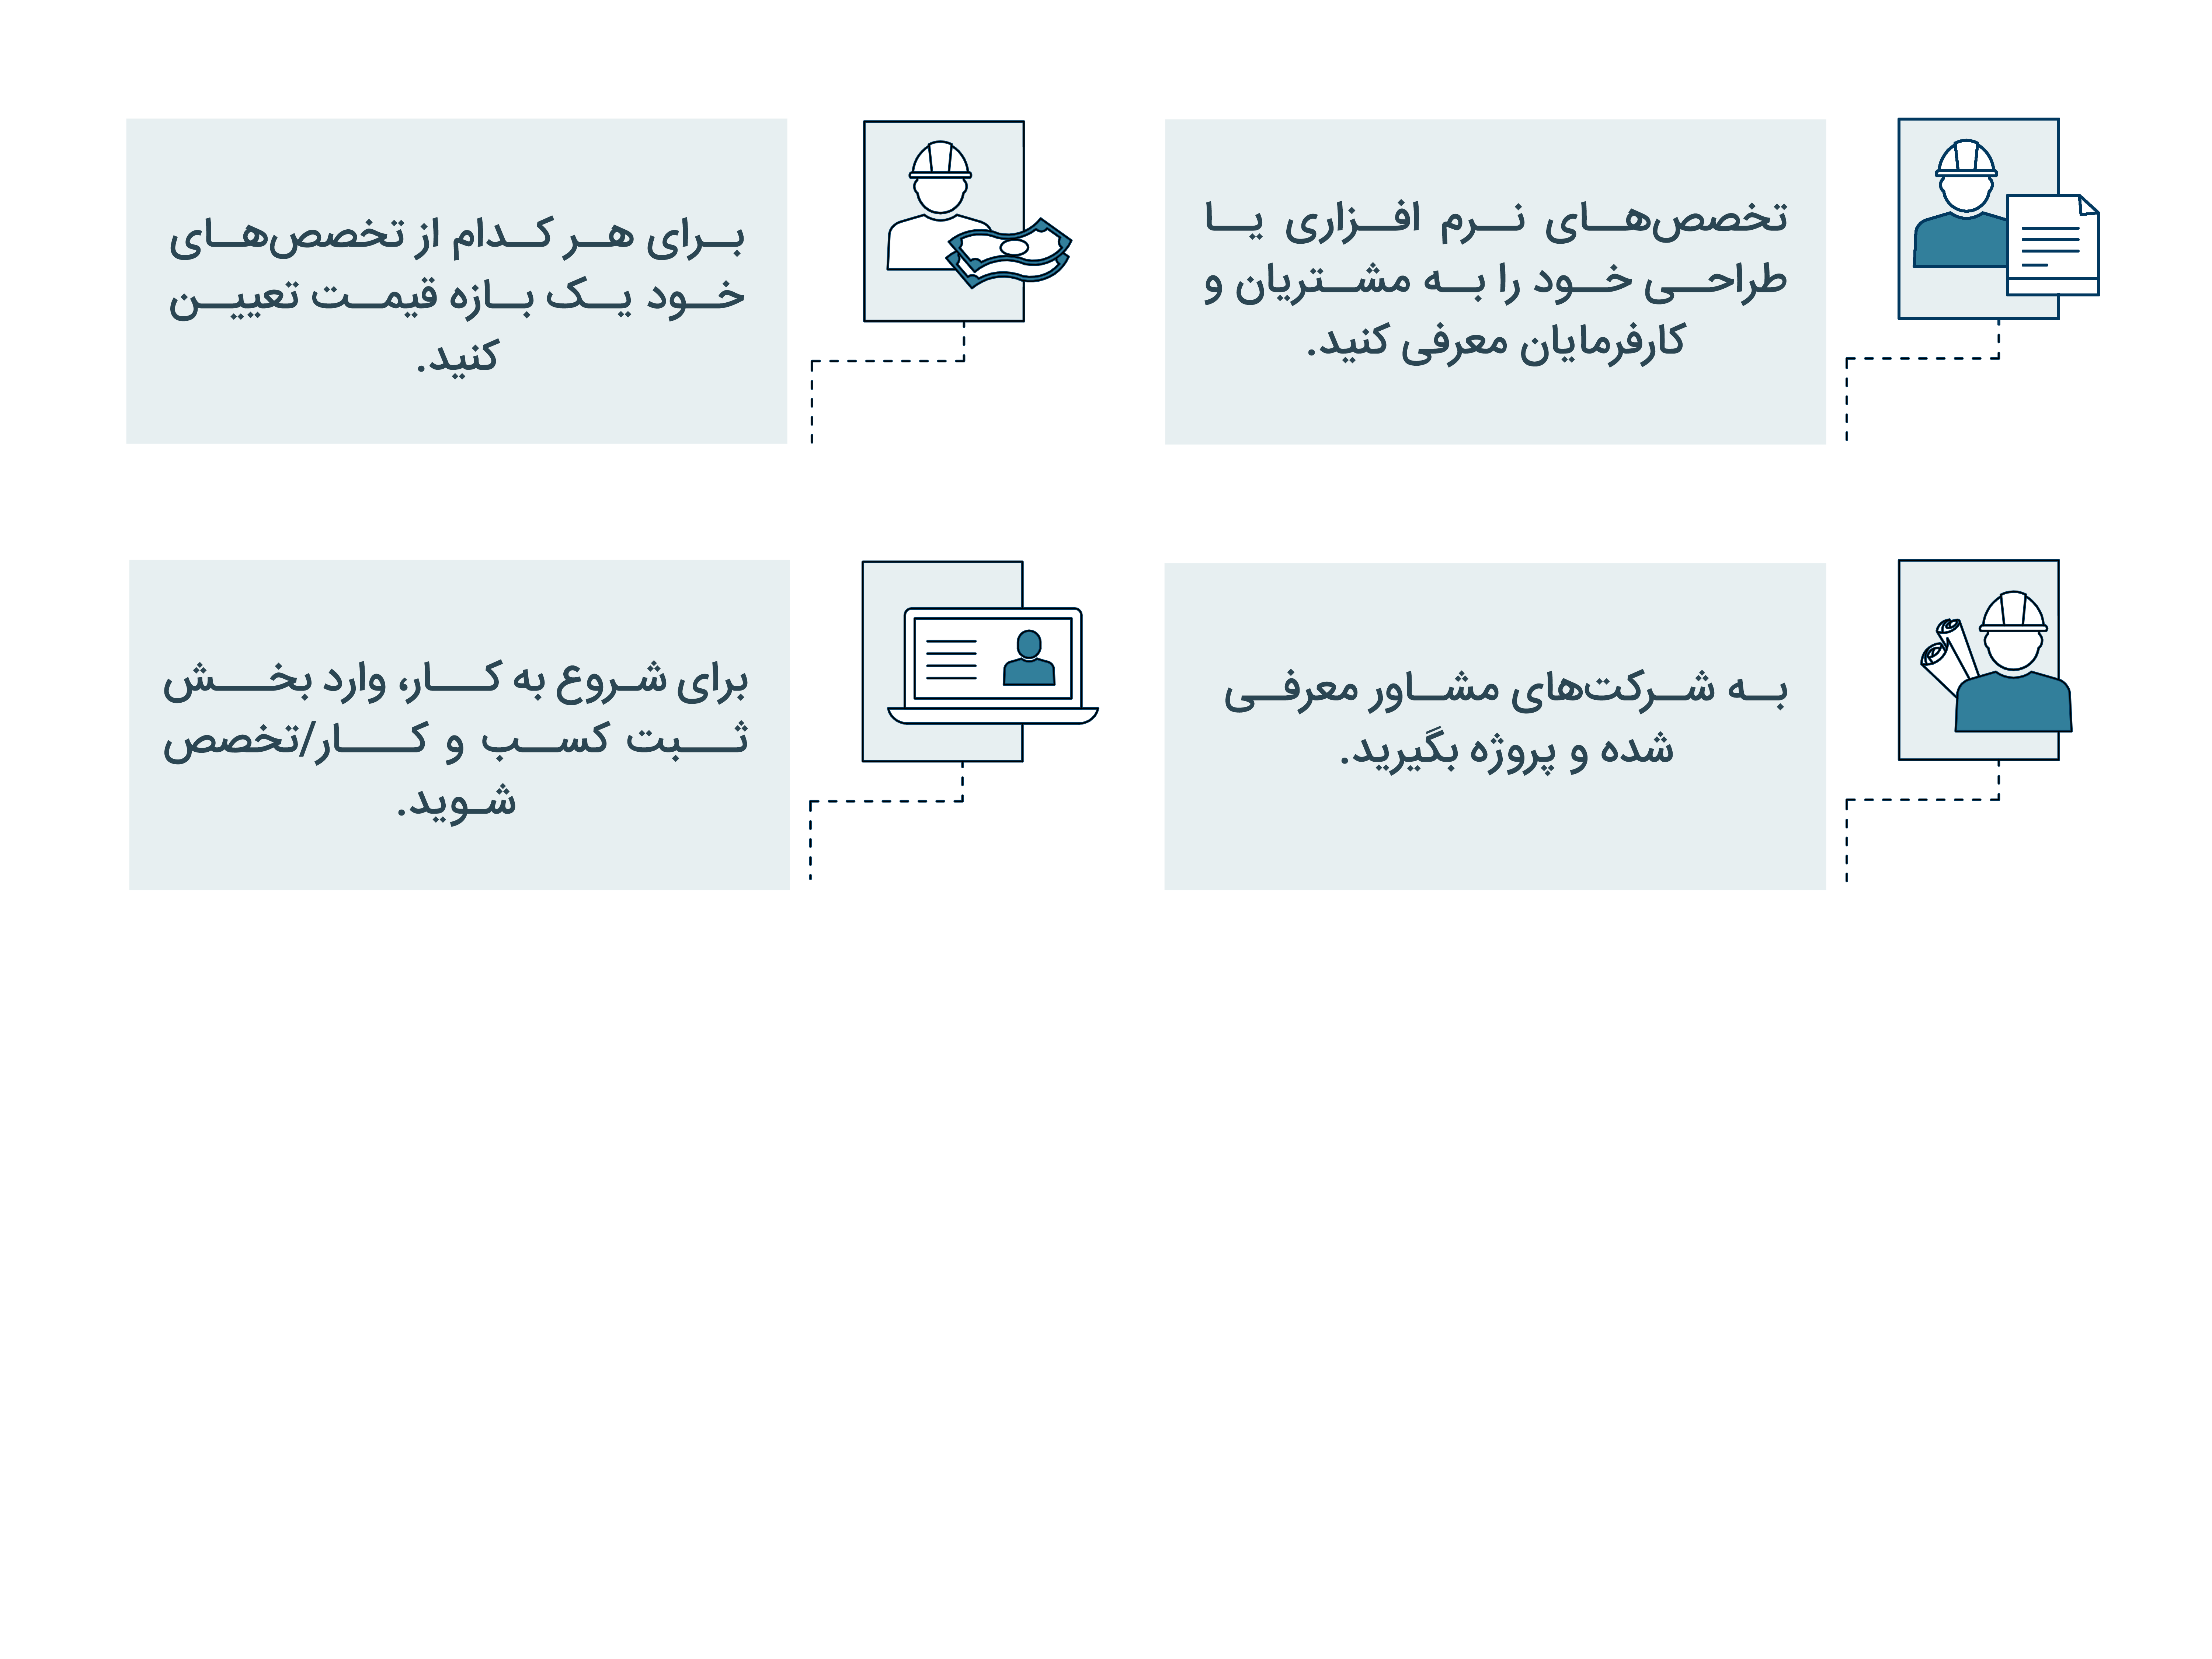 تخصص‌های نرم افزاری یا
طراحی خود را به مشتریان و
کارفرمایان معرفی کنید.
برای هر کدام از تخصص‌های
خود یک بازه قیمت تعیین
کنید.
به شرکت‌های مشاور معرفی
شده و پروژه بگیرید.
برای شروع به کار، وارد بخش
ثبت کسب و کار/تخصص
شوید.